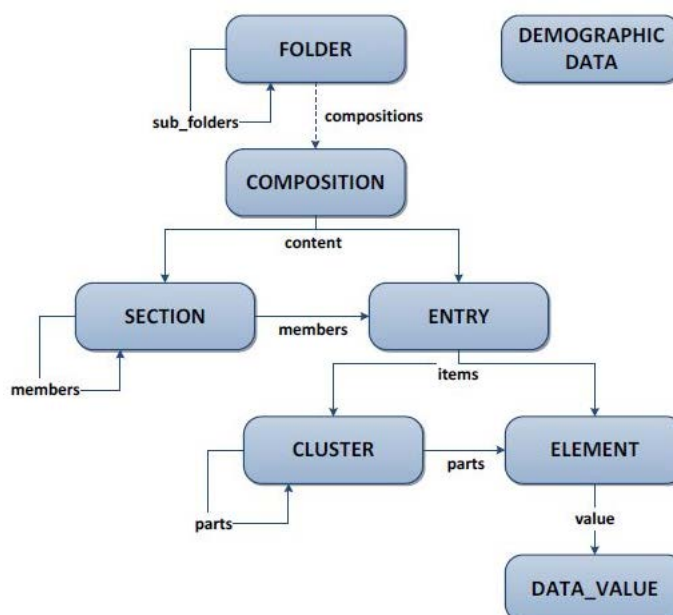 FOLDER
DEMOGRAPHIC
DATA
sub_folders
compositions
COMPOSITION
content
SECTION
members
ENTRY
members
items
CLUSTER
parts
ELEMENT
parts
value
DATA_VALUE